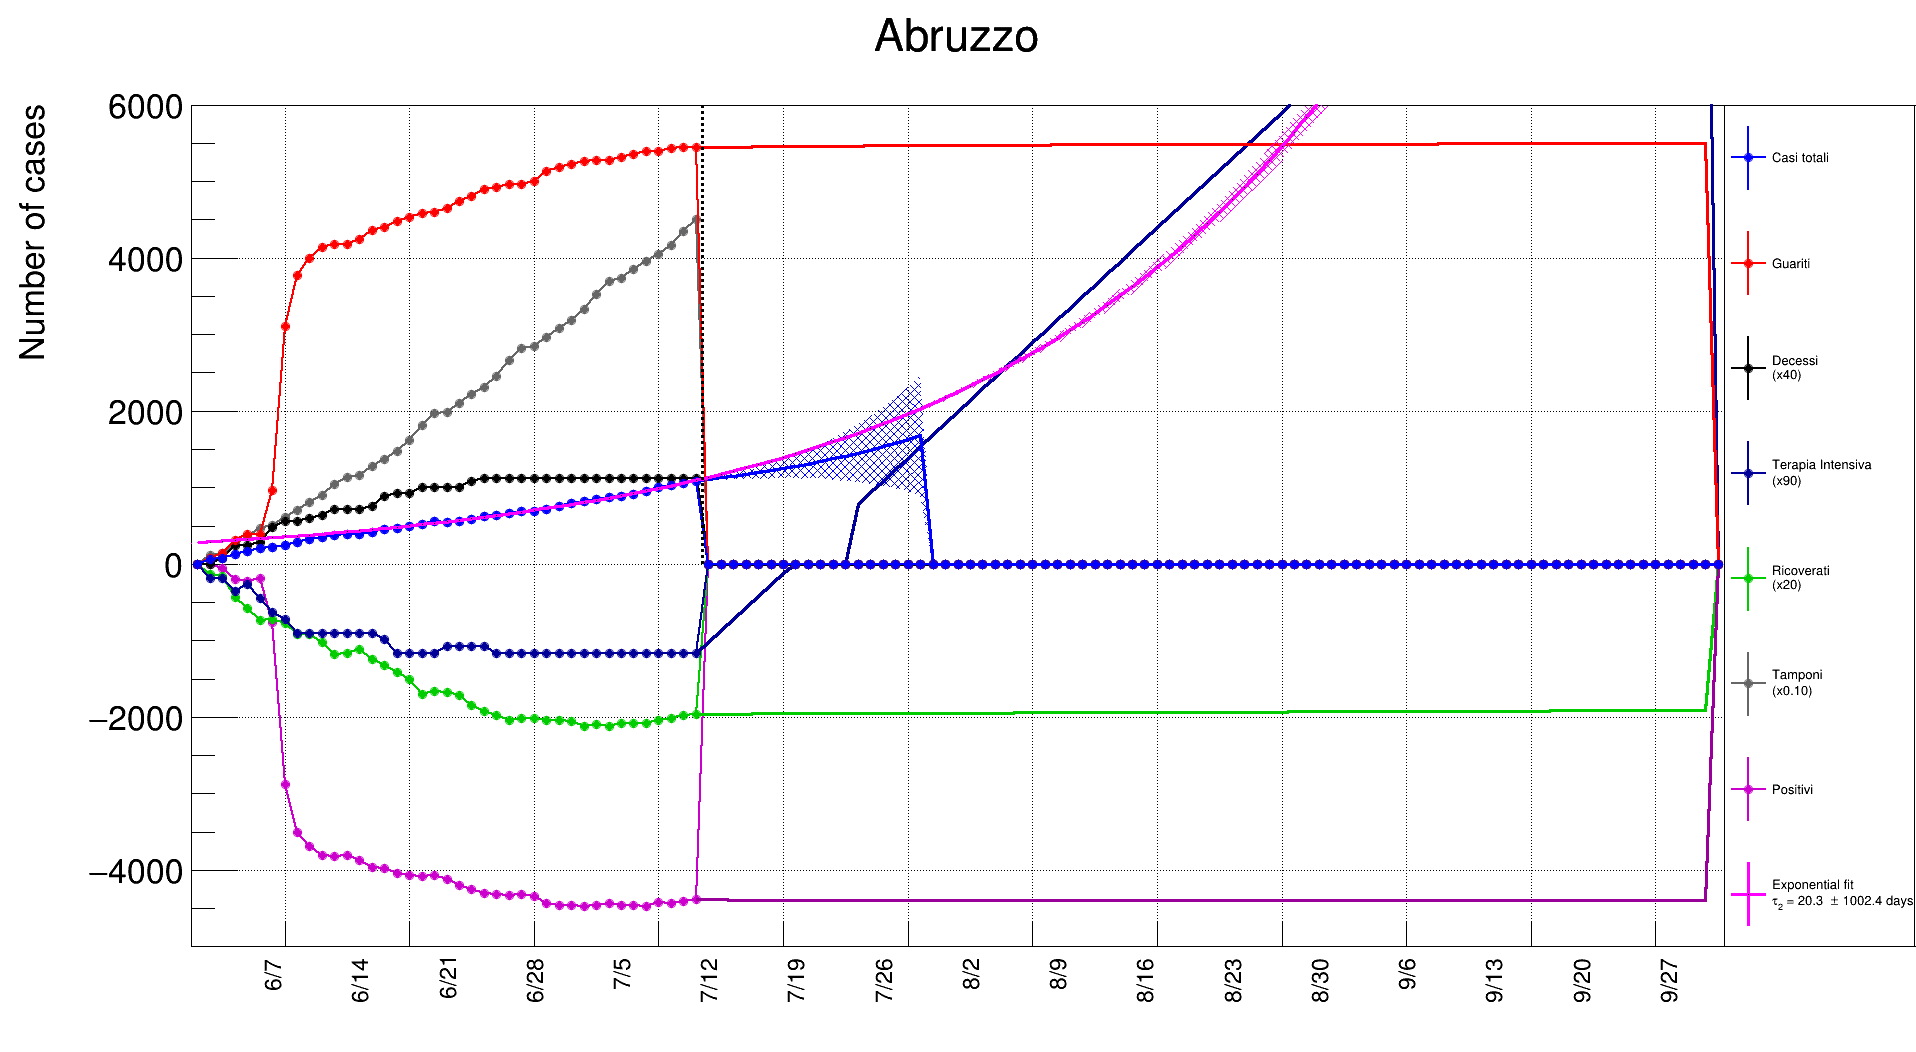 Abruzzo
Number of cases
6000
4000
2000
0
−2000
−4000
6/7
6/14
6/21
6/28
7/5
7/12
7/19
7/26
8/2
8/9
8/16
8/23
8/30
9/6
9/13
9/20
9/27
Casi totali
Guariti
Decessi
(x40)
Terapia Intensiva
(x90)
Ricoverati
(x20)
Tamponi
(x0.10)
Positivi
Exponential fit
τ₂ = 20.3 ± 1002.4 days